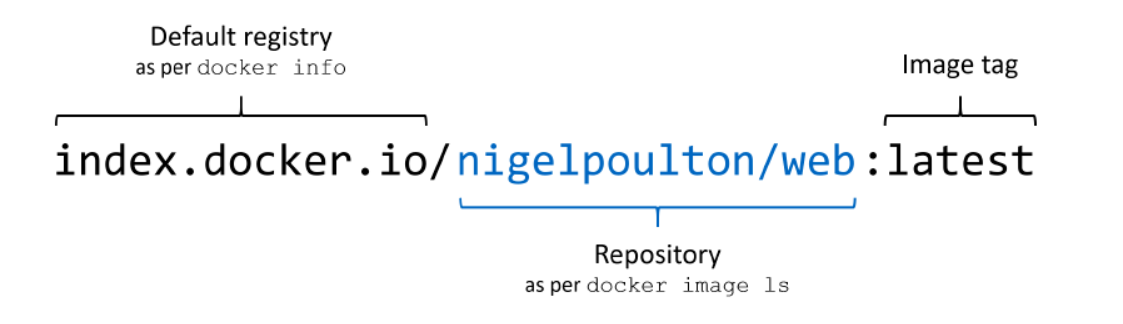 Default registry
as per docker info
Image tag
index.docker.io/nigelpoulton/web:latest
Repository
as per docker image ls